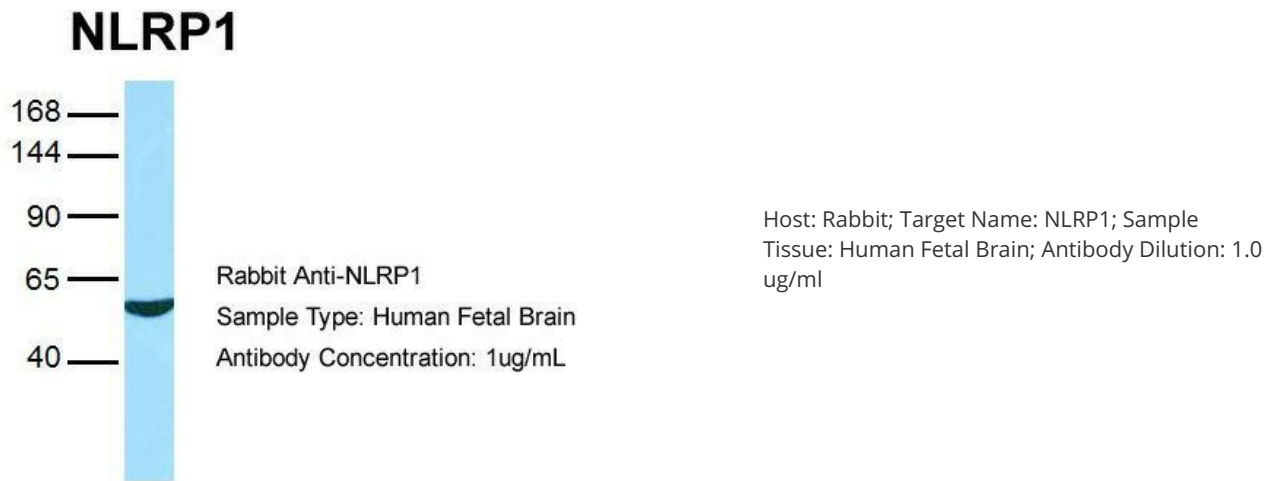 NLRP1
168
144
90
65
40
Rabbit Anti-NLRP1
Sample Type: Human Fetal Brain
Antibody Concentration: 1ug/mL
Host: Rabbit; Target Name: NLRP1; Sample
Tissue: Human Fetal Brain; Antibody Dilution: 1.0
ug/ml